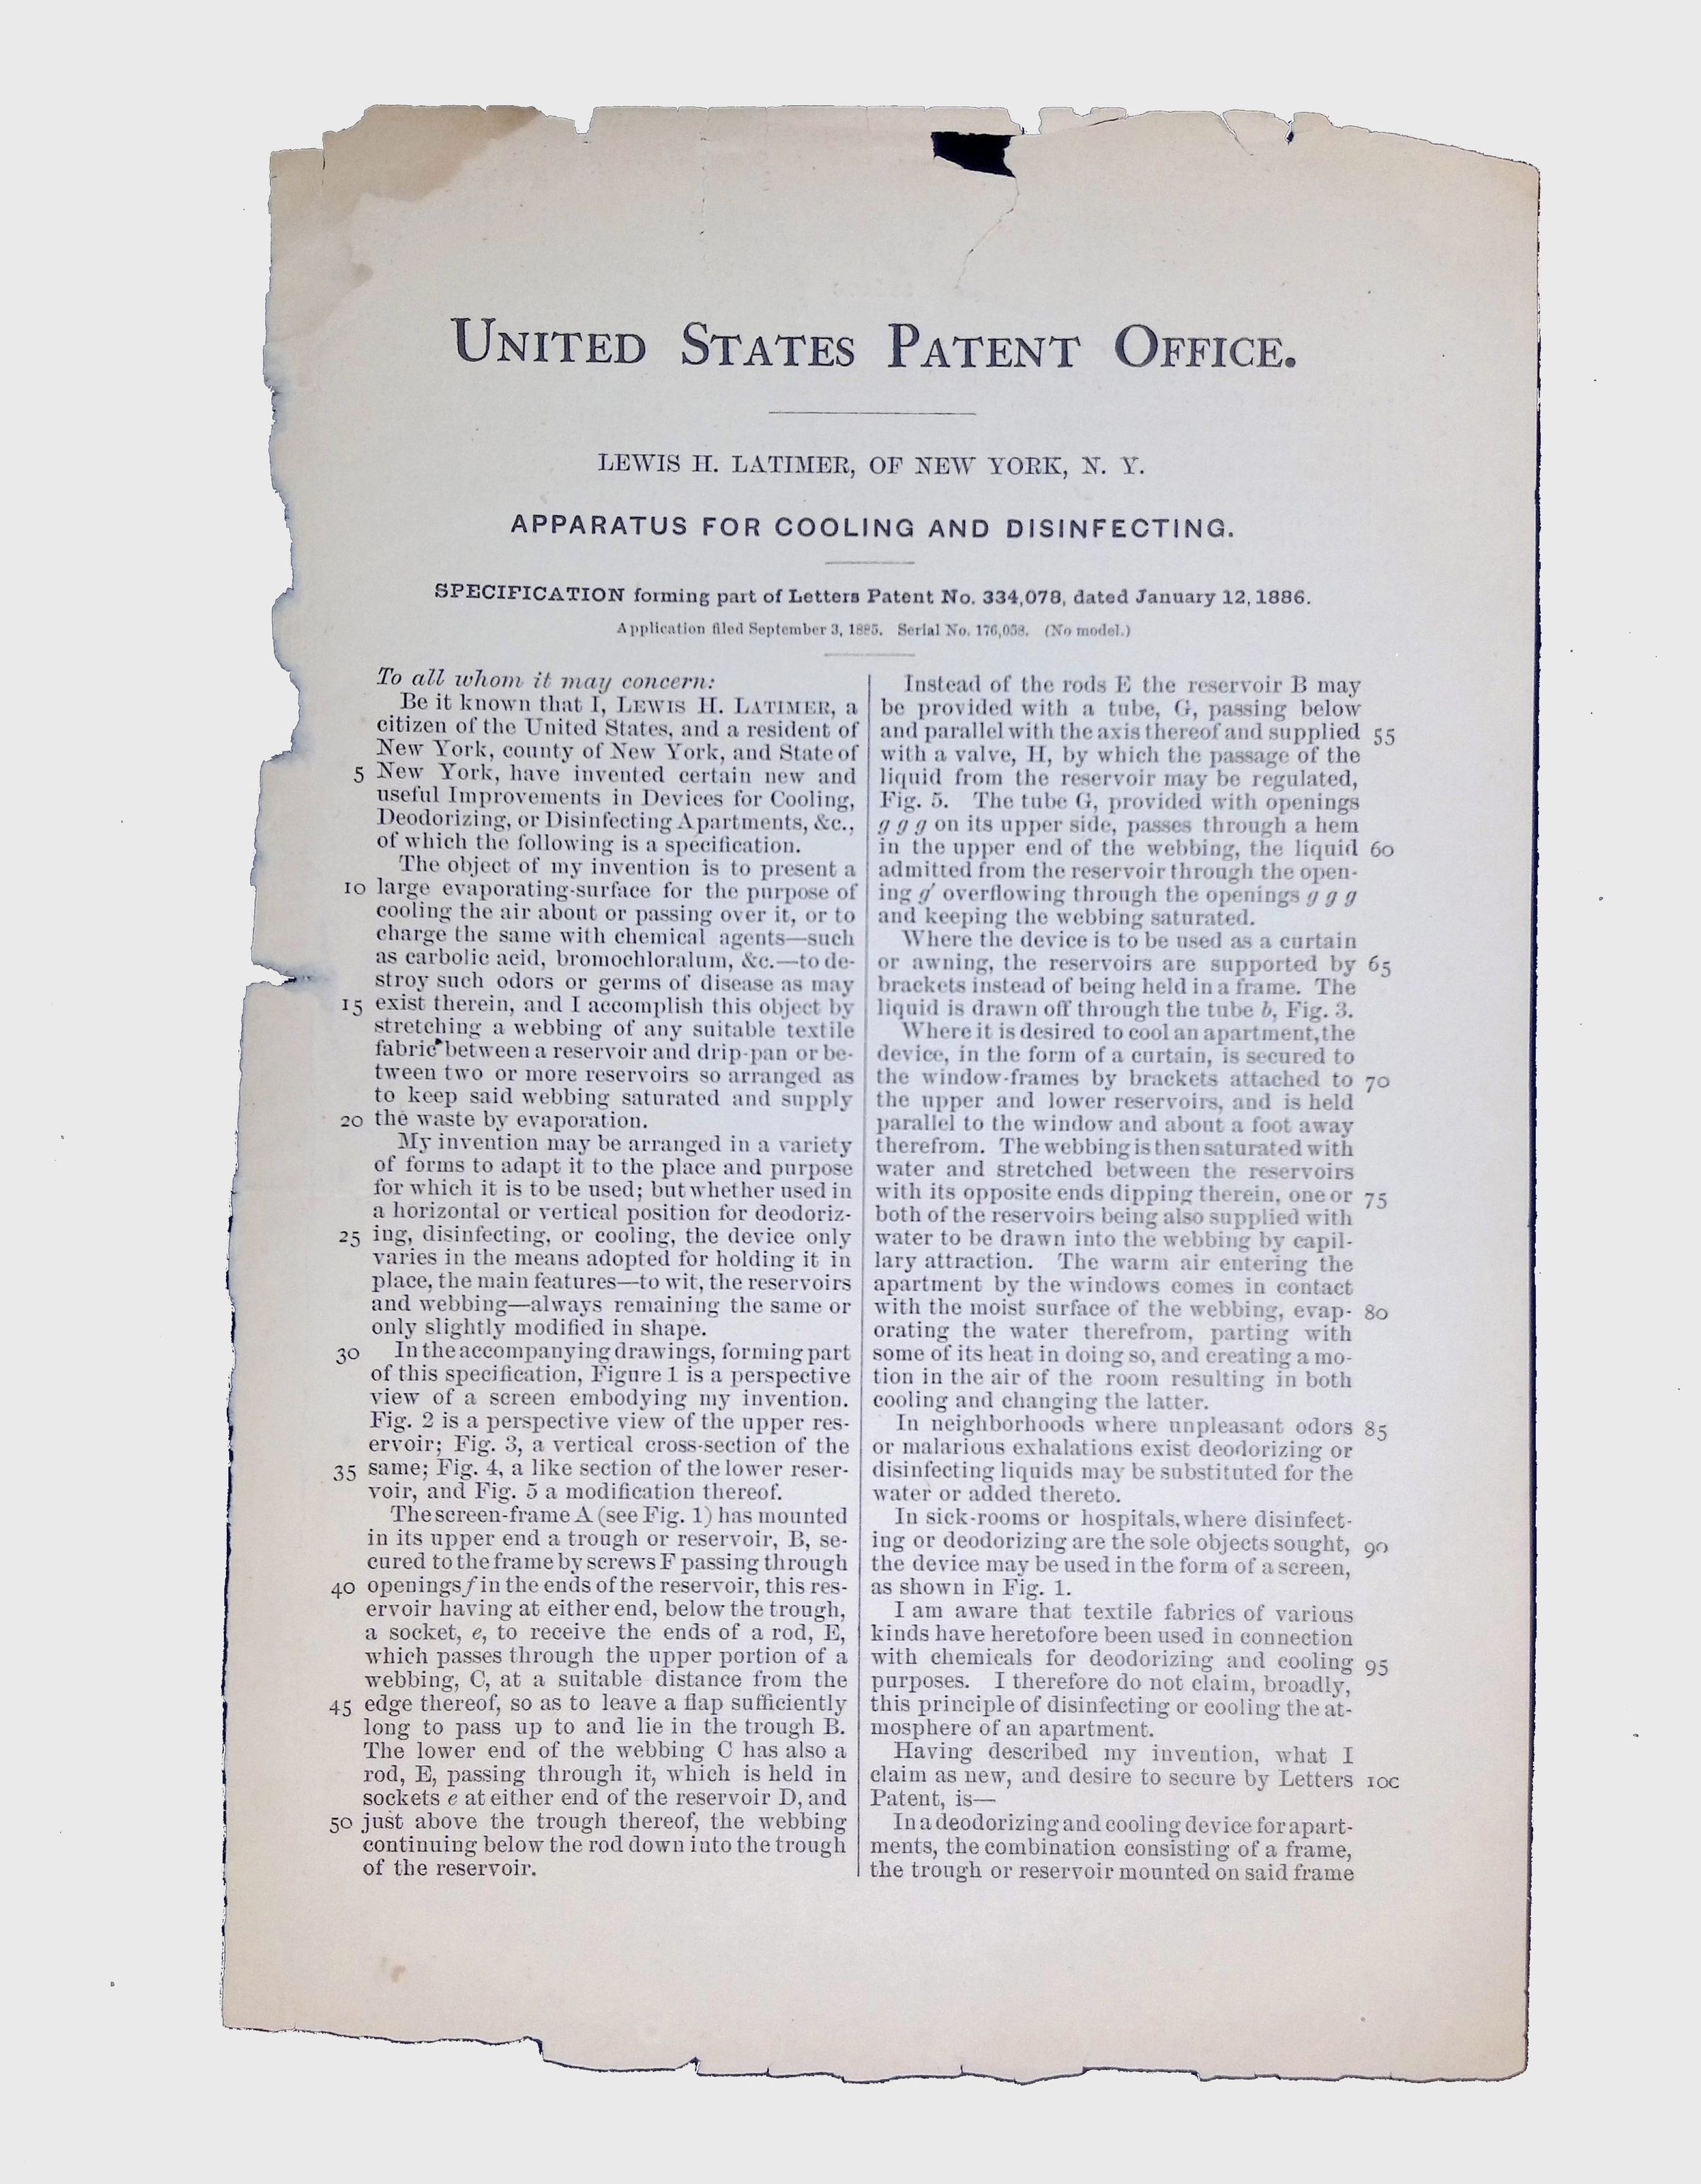 UNITED STATES PATENT OFFICE.
LEWIS H. LATIMER, OF NEW YORK, N. Y.
APPARATUS FOR COOLING AND DISINFECTING.
SPECIFICATION forming part of Letters Patent No. 334,078, dated January 12, 1886.
Application filed September 3, 1885. Serial No. 176,058. (No model.)
To all whom it may concern:
Be it known that I, LEWIS H. LATIMER, a
citizen of the United States, and a resident of
New York, county of New York, and State of
5 New York, have invented certain new and
useful Improvements in Devices for Cooling,
Deodorizing, or Disinfecting Apartments, &c.,
of which the following is a specification.
The object of my invention is to present a
10 large evaporating-surface for the purpose of
cooling the air about or passing over it, or to
charge the same with chemical agents—such
as carbolic acid, bromochloralum, &c.—to de-
stroy such odors or germs of disease as may
15 exist therein, and I accomplish this object by
stretching a webbing of any suitable textile
fabric between a reservoir and drip-pan or be-
tween two or more reservoirs so arranged as
to keep said webbing saturated and supply
20 the waste by evaporation.
My invention may be arranged in a variety
of forms to adapt it to the place and purpose
for which it is to be used; but whether used in
a horizontal or vertical position for deodoriz-
25 ing, disinfecting, or cooling, the device only
varies in the means adopted for holding it in
place, the main features—to wit, the reservoirs
and webbing—always remaining the same or
only slightly modified in shape.
30 In the accompanying drawings, forming part
of this specification, Figure 1 is a perspective
view of a screen embodying my invention.
Fig. 2 is a perspective view of the upper res-
ervoir; Fig. 3, a vertical cross-section of the
35 same; Fig. 4, a like section of the lower reser-
voir, and Fig. 5 a modification thereof.
The screen-frame A (see Fig. 1) has mounted
in its upper end a trough or reservoir, B, se-
cured to the frame by screws F passing through
40 openings f in the ends of the reservoir, this res-
ervoir having at either end, below the trough,
a socket, e, to receive the ends of a rod, E,
which passes through the upper portion of a
webbing, C, at a suitable distance from the
45 edge thereof, so as to leave a flap sufficiently
long to pass up to and lie in the trough B.
The lower end of the webbing C has also a
rod, E, passing through it, which is held in
sockets e at either end of the reservoir D, and
50 just above the trough thereof, the webbing
continuing below the rod down into the trough
of the reservoir.
Instead of the rods E the reservoir B may
be provided with a tube, G, passing below
and parallel with the axis thereof and supplied 55
with a valve, H, by which the passage of the
liquid from the reservoir may be regulated,
Fig. 5. The tube G, provided with openings
g g g on its upper side, passes through a hem
in the upper end of the webbing, the liquid 60
admitted from the reservoir through the open-
ing g' overflowing through the openings g g g
and keeping the webbing saturated.
Where the device is to be used as a curtain
or awning, the reservoirs are supported by 65
brackets instead of being held in a frame. The
liquid is drawn off through the tube b, Fig. 3.
Where it is desired to cool an apartment, the
device, in the form of a curtain, is secured to
the window-frames by brackets attached to 70
the upper and lower reservoirs, and is held
parallel to the window and about a foot away
therefrom. The webbing is then saturated with
water and stretched between the reservoirs
with its opposite ends dipping therein, one or 75
both of the reservoirs being also supplied with
water to be drawn into the webbing by capil-
lary attraction. The warm air entering the
apartment by the windows comes in contact
with the moist surface of the webbing, evap- 80
orating the water therefrom, parting with
some of its heat in doing so, and creating a mo-
tion in the air of the room resulting in both
cooling and changing the latter.
In neighborhoods where unpleasant odors 85
or malarious exhalations exist deodorizing or
disinfecting liquids may be substituted for the
water or added thereto.
In sick-rooms or hospitals, where disinfect-
ing or deodorizing are the sole objects sought, 90
the device may be used in the form of a screen,
as shown in Fig. 1.
I am aware that textile fabrics of various
kinds have heretofore been used in connection
with chemicals for deodorizing and cooling 95
purposes. I therefore do not claim, broadly,
this principle of disinfecting or cooling the at-
mosphere of an apartment.
Having described my invention, what I
claim as new, and desire to secure by Letters 100
Patent, is—
In a deodorizing and cooling device for apart-
ments, the combination consisting of a frame,
the trough or reservoir mounted on said frame